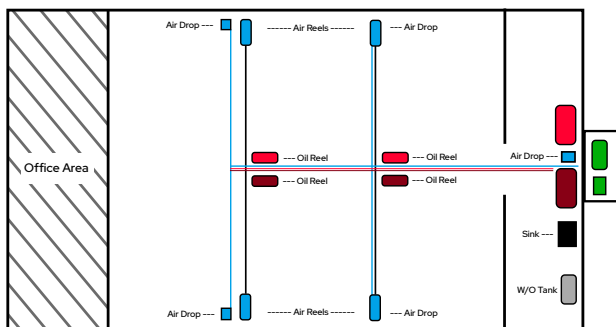 Air Drop --- ------ Air Reels ------ --- Air Drop
--- Oil Reel --- Oil Reel Air Drop ---
Office Area
--- Oil Reel --- Oil Reel
Sink ---
W/O Tank
Air Drop --- ------ Air Reels ------ --- Air Drop